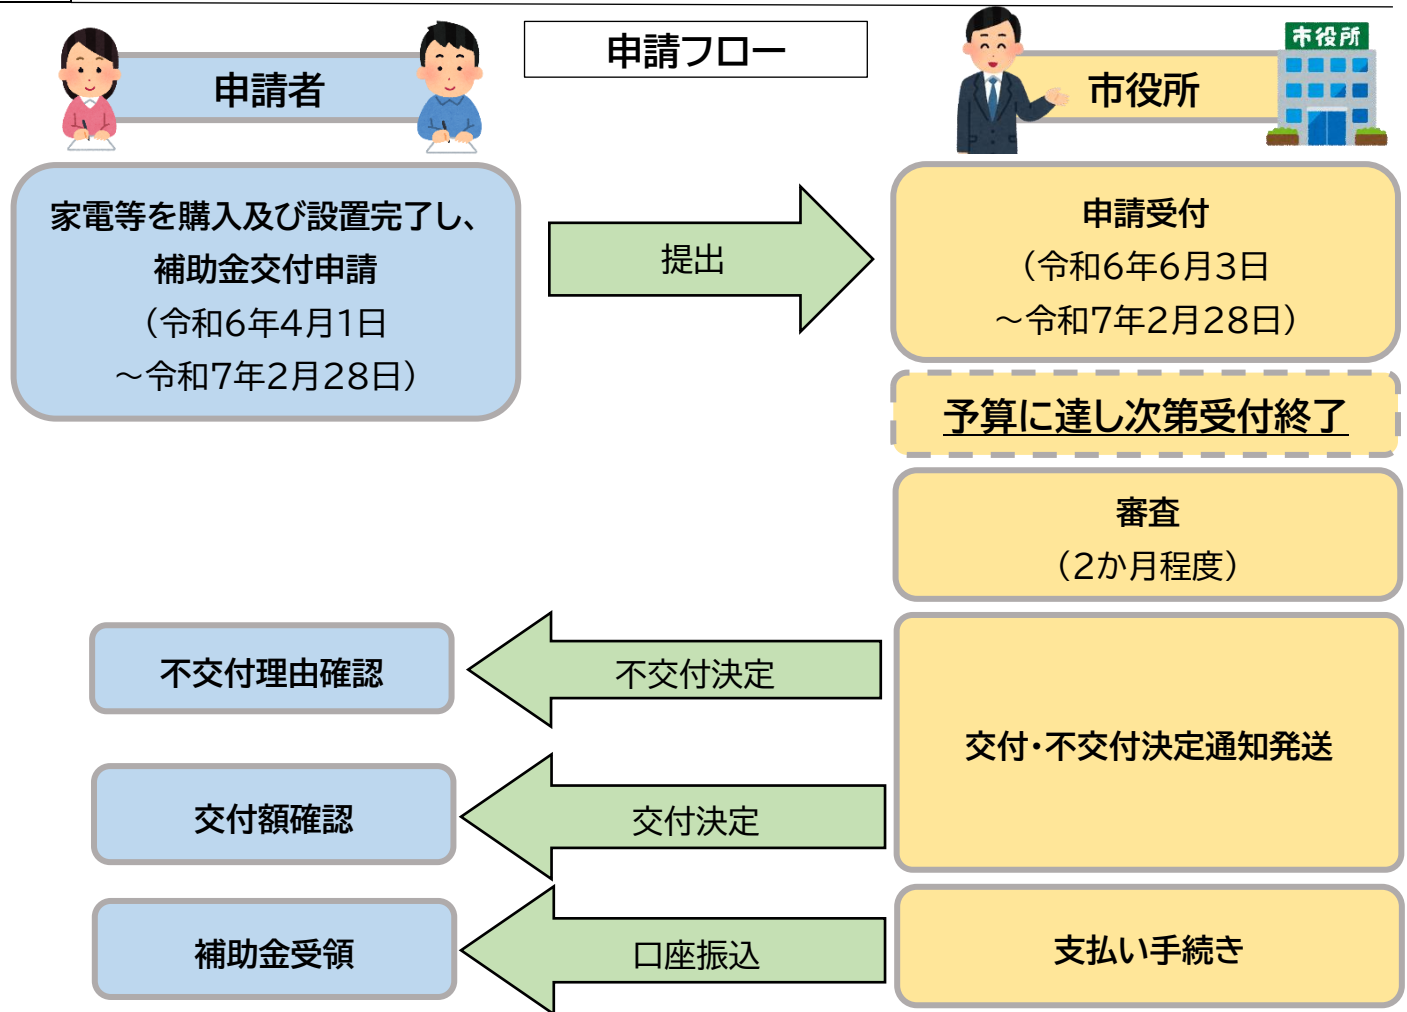 申請フロー
申請者
市役所
市役所
家電等を購入及び設置完了し、
補助金交付申請
（令和6年4月1日
～令和7年2月28日）
提出
申請受付
（令和6年6月3日
～令和7年2月28日）
予算に達し次第受付終了
審査
（2か月程度）
不交付理由確認
不交付決定
交付・不交付決定通知発送
交付額確認
交付決定
補助金受領
口座振込
支払い手続き